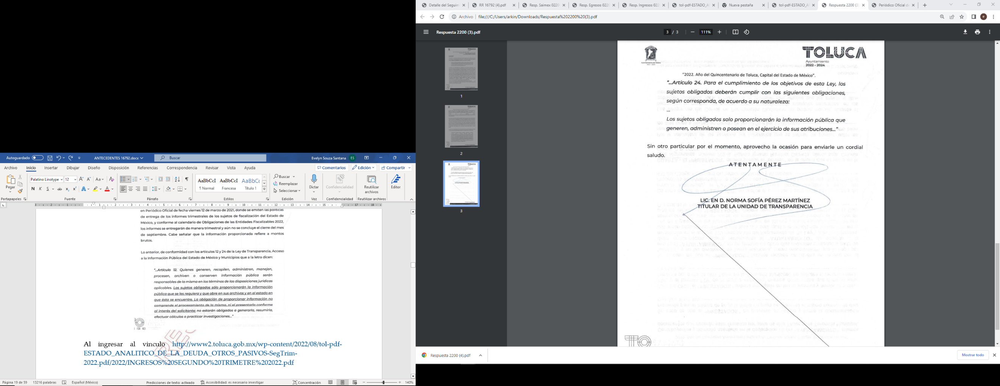 Autoguardado
ANTECEDENTES 16792.docx
Buscar
Evelyn Souza Santana
ES
Archivo Inicio Insertar Dibujar Diseño Disposición Referencias Correspondencia Revisar Vista Ayuda
Comentarios Edición Compartir
Pegar
Palatino Linotype 12
N K S
AaBbCcI AaBbCcI AaBbCc
¶ Normal Francesa Título 1
Buscar
Reemplazar
Seleccionar
Dictar
Confidencialidad
Reutilizar archivos
Editor
Portapapeles Fuente Párrafo Estilos Edición Voz Confidencialidad Reutilizar archivos
en Periódico Oficial de fecha viernes 12 de marzo de 2021, donde se emiten las políticas
de entrega de los informes trimestrales de los sujetos de fiscalización del Estado de
México, y conforme al calendario de Obligaciones de las Entidades Fiscalizables 2022,
los informes se entregarán de manera trimestral y aún no se concluye el cierre del mes
de septiembre. Cabe señalar que la información proporcionada refiere a montos
brutos.
Lo anterior, de conformidad con los artículos 12 y 24 de la Ley de Transparencia, Acceso
a la Información Pública del Estado de México y Municipios que a la letra dicen:
"...Artículo 12. Quienes generen, recopilen, administren, manejen,
procesen, archiven o conserven información pública serán
responsables de la misma en los términos de las disposiciones jurídicas
aplicables. Los sujetos obligados sólo proporcionarán la información
pública que se les requiera y que obre en sus archivos y en el estado en
que ésta se encuentre. La obligación de proporcionar información no
comprende el procesamiento de la misma, ni el presentarla conforme
al interés del solicitante; no estarán obligados a generarla, resumirla,
efectuar cálculos o practicar investigaciones..."
Al ingresar al vinculo http://www2.toluca.gob.mx/wp-content/2022/08/tol-pdf-
ESTADO_ANALITICO_DE_LA_DEUDA_OTROS_PASIVOS-SegTrim-
2022.pdf/2022/INGRESOS%20SEGUNDO%20TRIMETRE%202022.pdf
Página 19 de 59 13216 palabras Español (México) Predicciones de texto: activado Accesibilidad: es necesario investigar Concentración 140%
Detalle del Seguim RR 16792 (4).pdf Resp. Saimex 0220 Resp. Egresos 022 Resp. Ingresos 022 tol-pdf-ESTADO_A Nueva pestaña tol-pdf-ESTADO_A Respuesta 2200 (3 Periódico Oficial de
Archivo file:///C:/Users/arkin/Downloads/Respuesta%202200%20(3).pdf
Respuesta 2200 (3).pdf
3 / 3
111%
1
2
3
TOLUCA
Ayuntamiento
2022 - 2024
"2022. Año del Quincentenario de Toluca, Capital del Estado de México".
"...Artículo 24. Para el cumplimiento de los objetivos de esta Ley, los
sujetos obligados deberán cumplir con las siguientes obligaciones,
según corresponda, de acuerdo a su naturaleza:
...
Los sujetos obligados solo proporcionarán la información pública que
generen, administren o posean en el ejercicio de sus atribuciones..."
Sin otro particular por el momento, aprovecho la ocasión para enviarle un cordial
saludo.
ATENTAMENTE
LIC. EN D. NORMA SOFÍA PÉREZ MARTÍNEZ
TITULAR DE LA UNIDAD DE TRANSPARENCIA
Respuesta 2200 (4).pdf
Mostrar todo